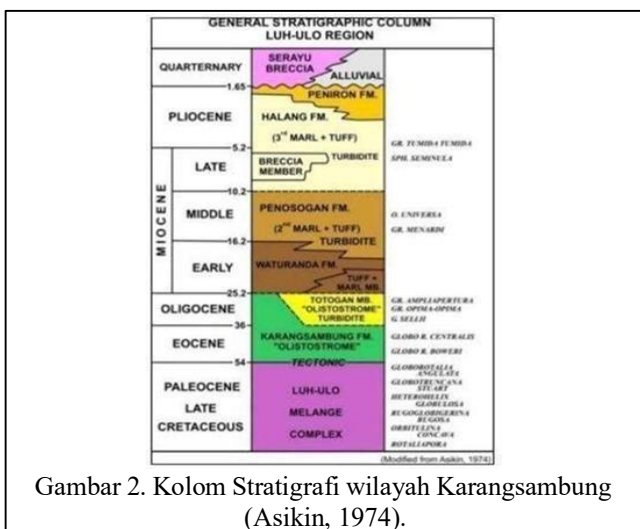 GENERAL STRATIGRAPHIC COLUMN
LUH-ULO REGION
QUARTERNARY
SERAYU
BRECCIA
ALLUVIAL
1.65
PENIRON FM.
PLIOCENE
HALANG FM.
(3rd MARL + TUFF)
GR. TUMIDA TUMIDA
5.2
MIOCENE
LATE
BRECCIA
MEMBER
TURBIDITE
SPH. SEMINULA
10.2
MIDDLE
PENOSOGAN FM.
(2nd MARL + TUFF)
O. UNIVERSA
GR. MENARDI
16.2
TURBIDITE
EARLY
WATURANDA FM.
TUFF +
MARL MB.
25.2
OLIGOCENE
TOTOGAN MB.
"OLISTOSTROME"
TURBIDITE
GR. AMPLIAPERTURA
GR. OPIMA-OPIMA
G SELLII
36
EOCENE
KARANGSAMBUNG FM.
"OLISTOSTROME"
GLOBO R. CENTRALIS
GLOBO R. BOWERI
54
TECTONIC
PALEOCENE
LATE
CRETACEOUS
LUH-ULO
MELANGE
COMPLEX
GLOBOROTALIA
ANGULATA
GLOBOTRUNCANA
STUART
HETEROHELIX
GLOBULOSA
RUGOGLOBIGERINA
RUGOSA
ORBITULINA
CONCAVA
ROTALIAPORA
(Modified from Asikin, 1974)
Gambar 2. Kolom Stratigrafi wilayah Karangsambung
(Asikin, 1974).